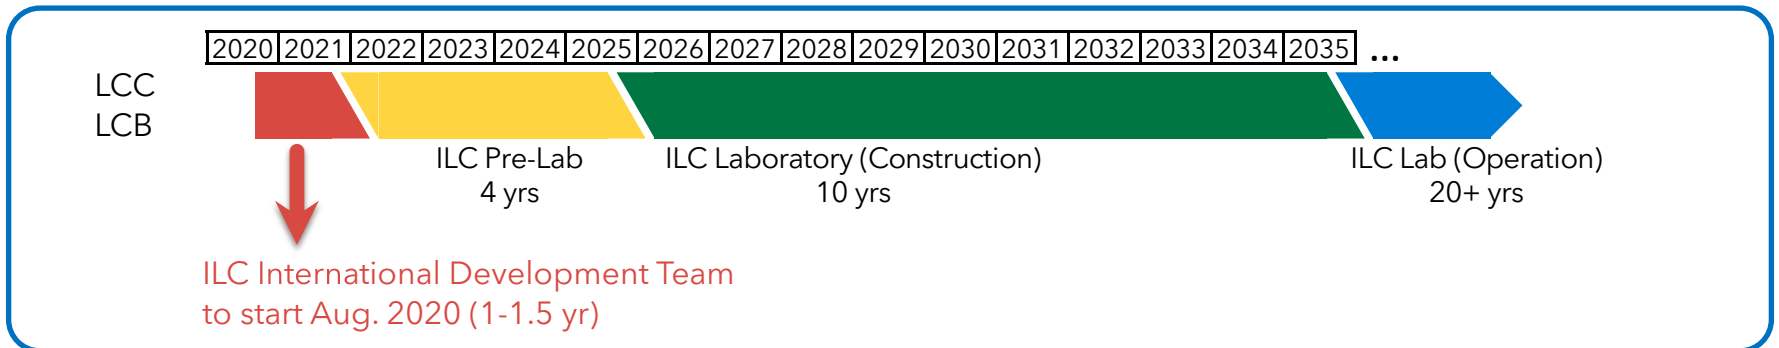 2020 2021 2022 2023 2024 2025 2026 2027 2028 2029 2030 2031 2032 2033 2034 2035 ...
LCC
LCB
ILC Pre-Lab
4 yrs
ILC Laboratory (Construction)
10 yrs
ILC Lab (Operation)
20+ yrs
ILC International Development Team
to start Aug. 2020 (1-1.5 yr)